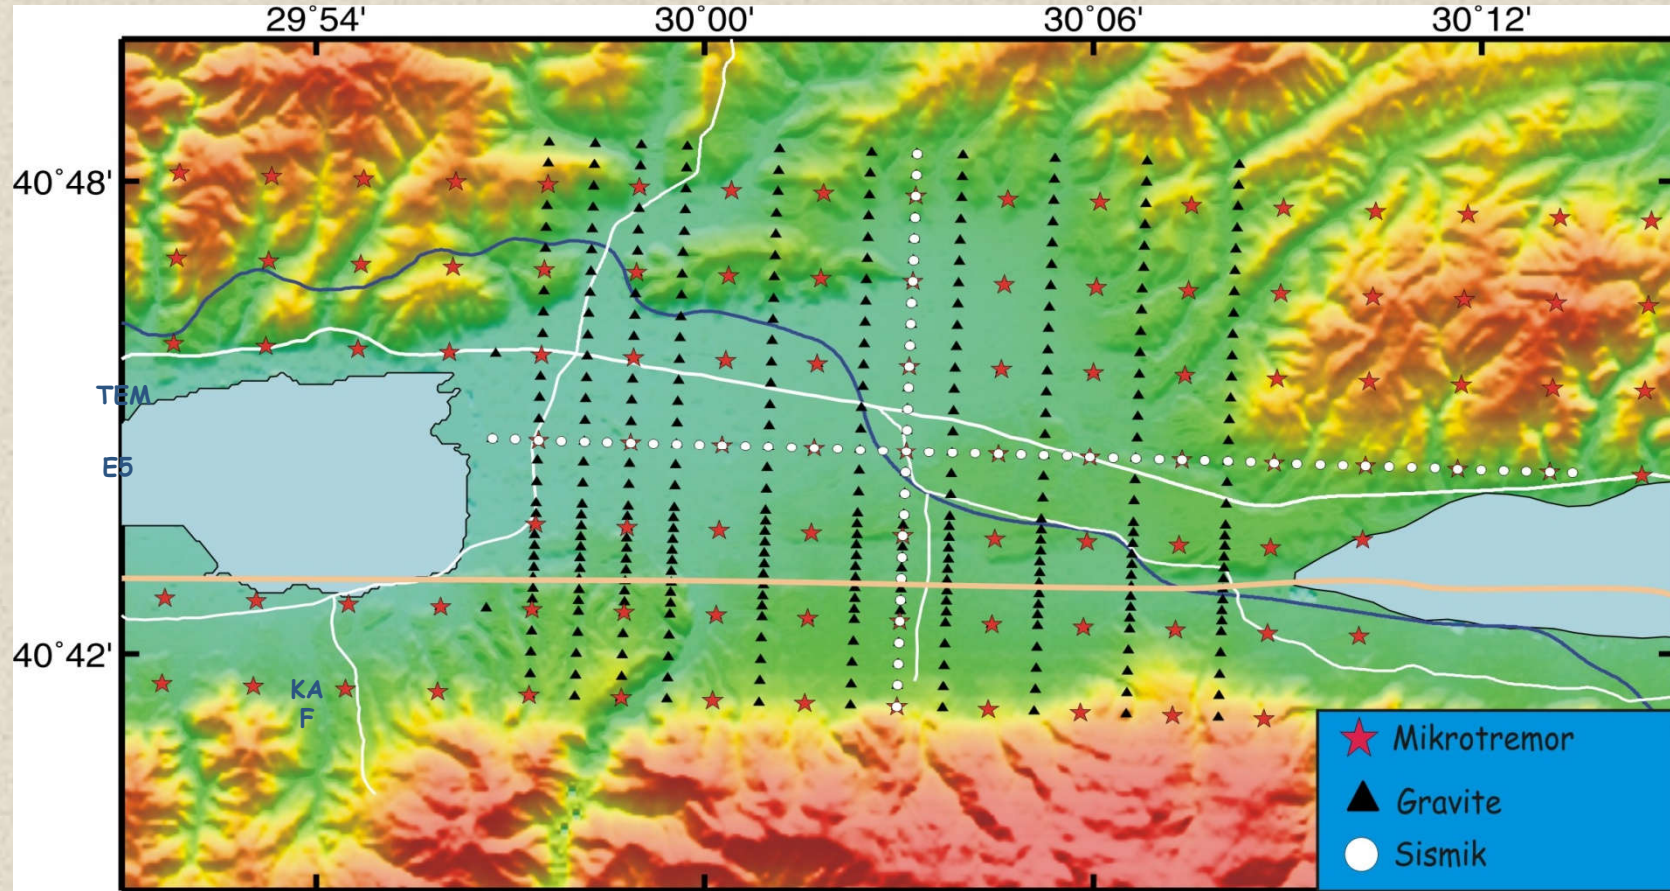 29°54' 30°00' 30°06' 30°12'
40°48'
TEM
E5
40°42'
KA
F
Mikrotremor
Gravite
Sismik